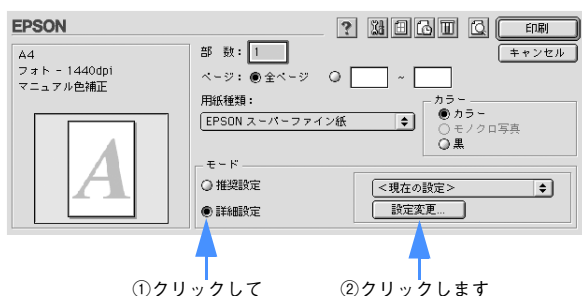 EPSON
印刷
キャンセル
A4
フォト - 1440dpi
マニュアル色補正
部 数: 1
ページ: 全ページ ~
用紙種類:
EPSON スーパーファイン紙
カラー
カラー
モノクロ写真
黒
モード
推奨設定
詳細設定
<現在の設定>
設定変更...
①クリックして
②クリックします